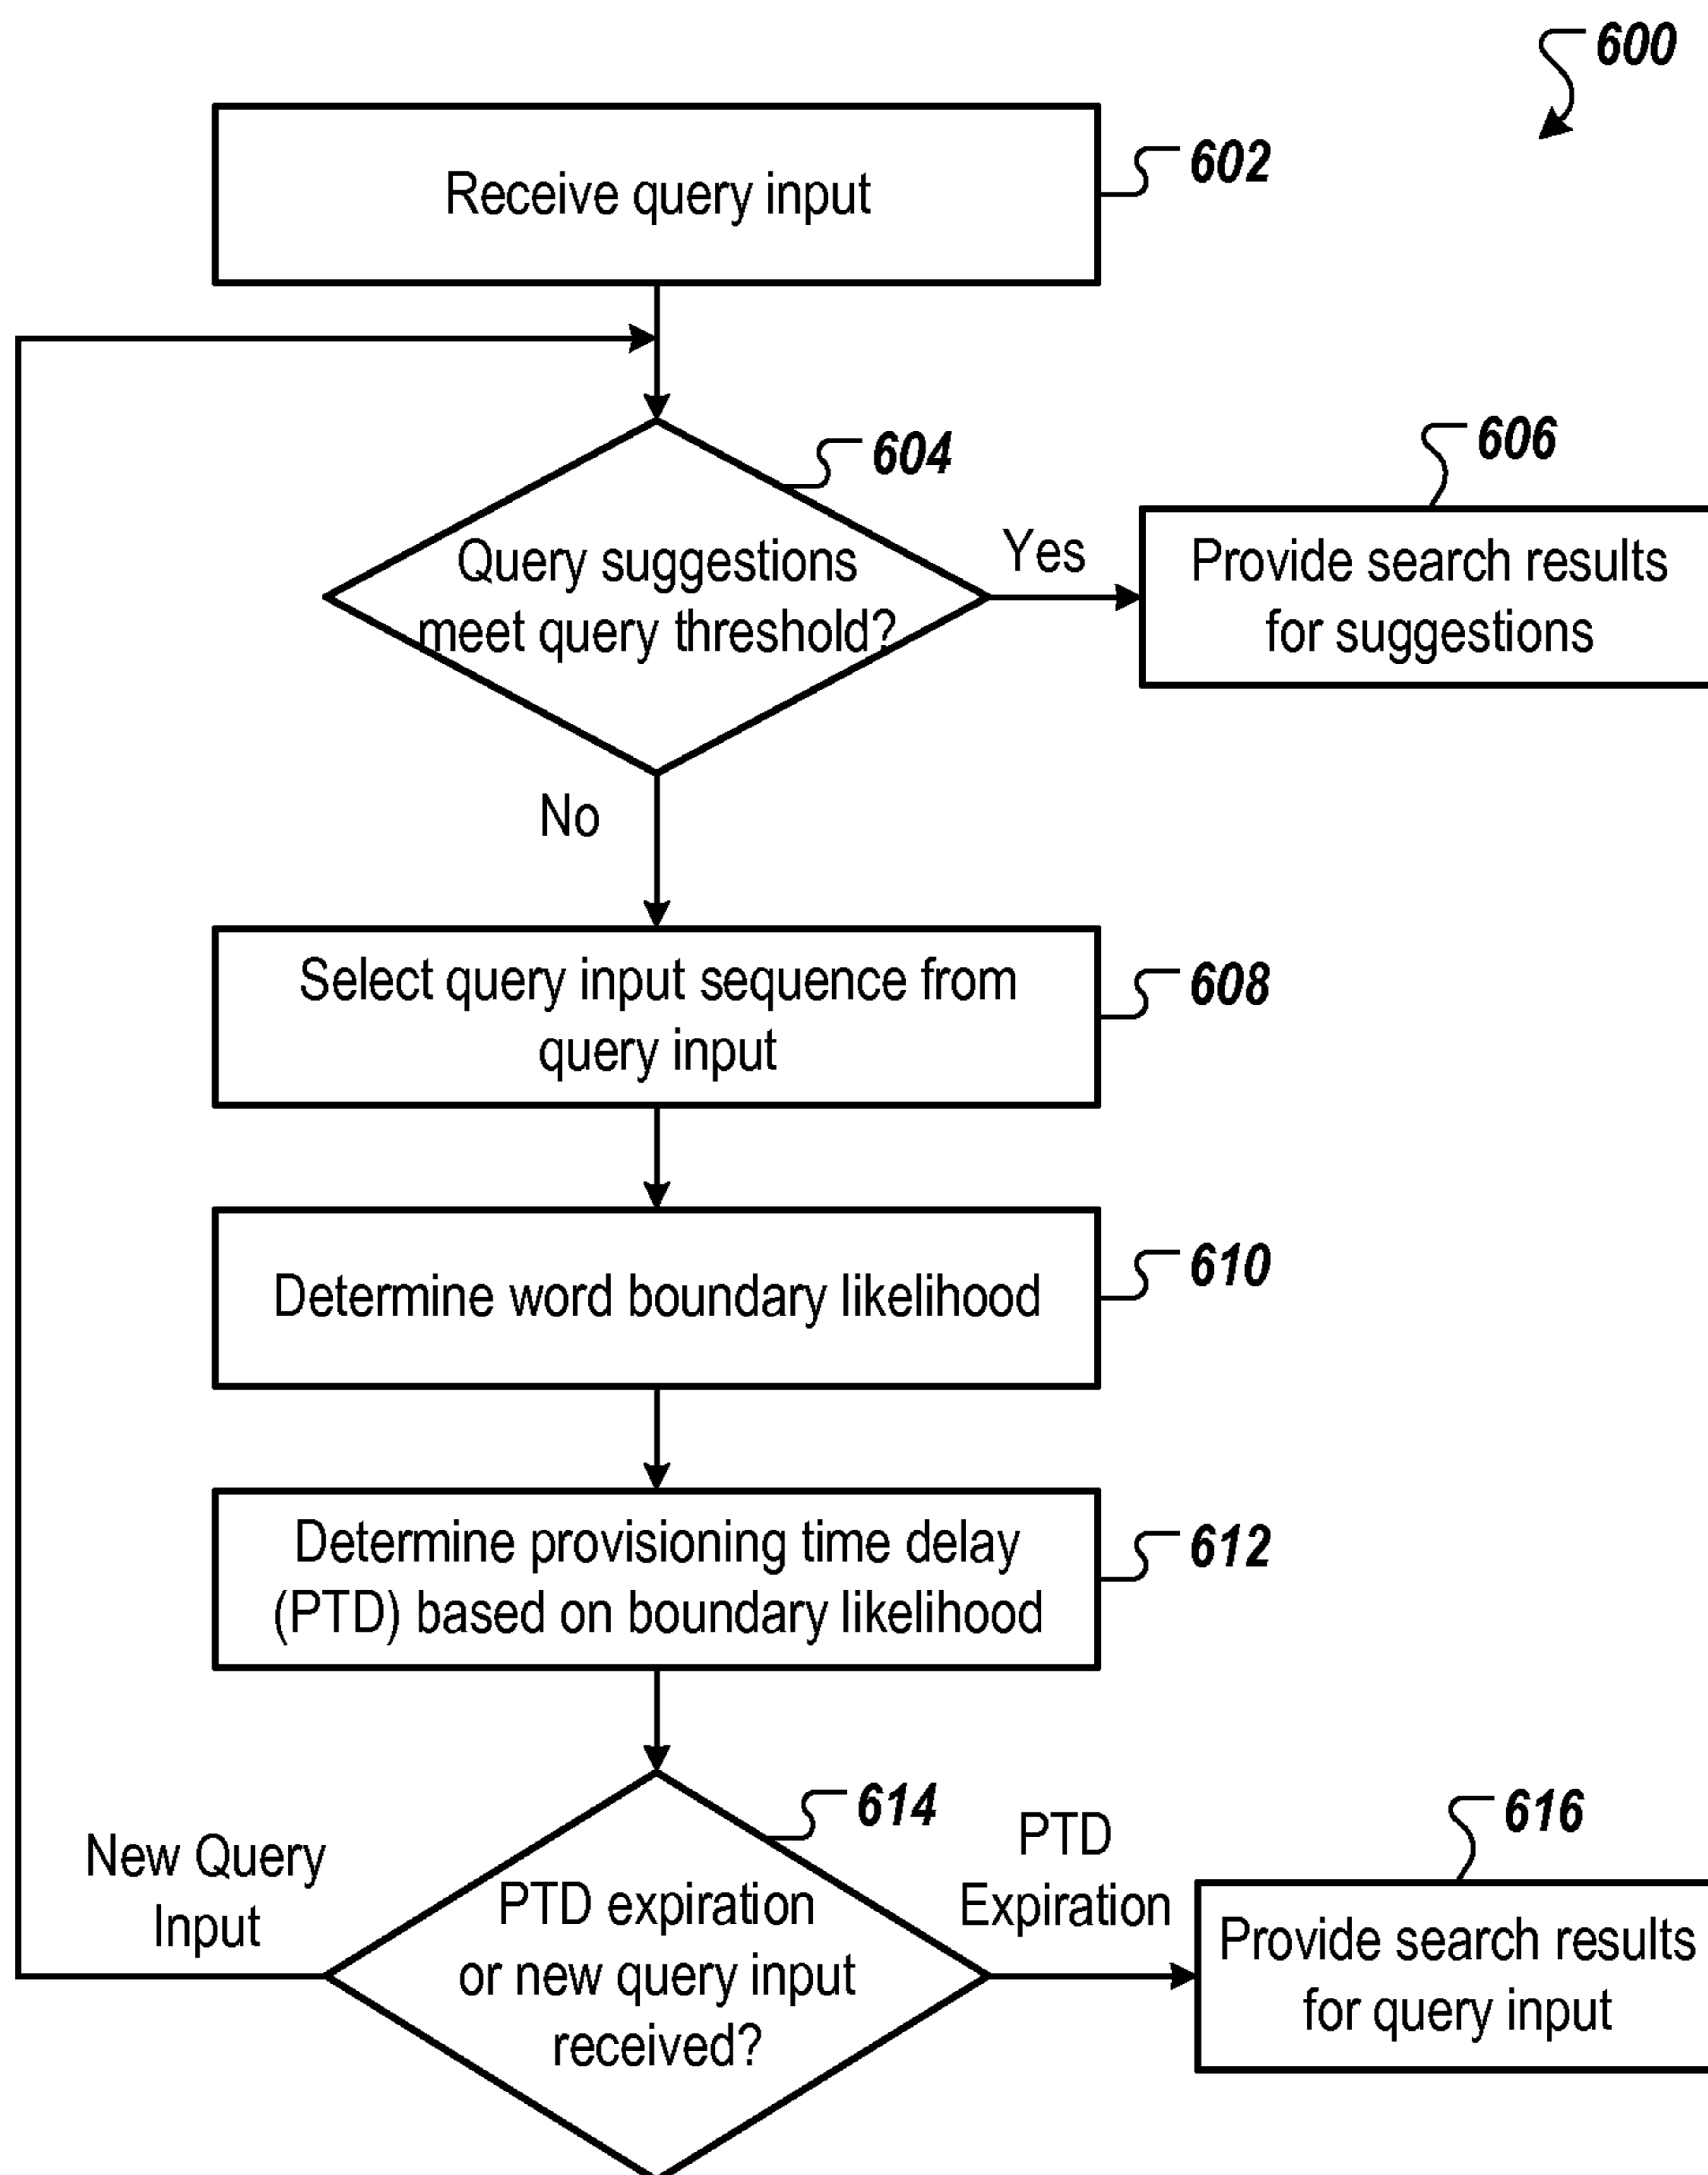 600
Receive query input
602
604
Query suggestions
meet query threshold?
Yes
606
Provide search results
for suggestions
No
Select query input sequence from
query input
608
Determine word boundary likelihood
610
Determine provisioning time delay
(PTD) based on boundary likelihood
612
614
New Query
Input
PTD expiration
or new query input
received?
PTD
Expiration
616
Provide search results
for query input